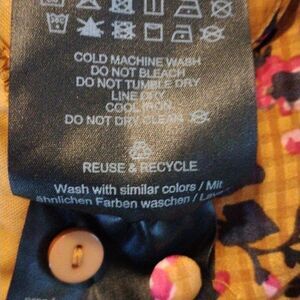 COLD MACHINE WASH
DO NOT BLEACH
DO NOT TUMBLE DRY
LINE DRY
COOL IRON
DO NOT DRY CLEAN
REUSE & RECYCLE
Wash with similar colors / Mit
ähnlichen Farben waschen /